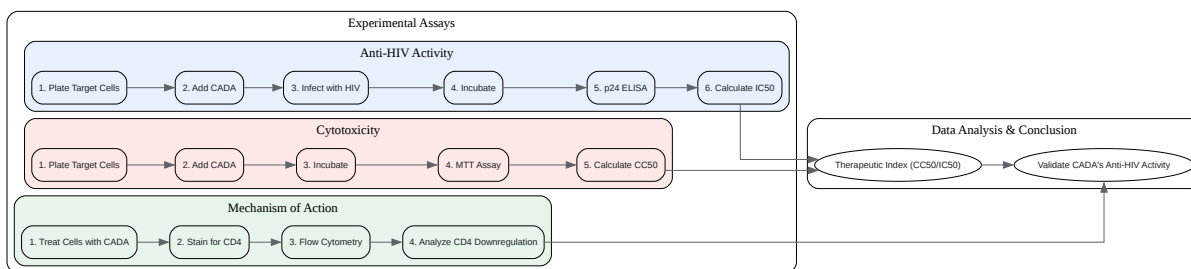 Experimental Assays
Anti-HIV Activity
1. Plate Target Cells
2. Add CADA
3. Infect with HIV
4. Incubate
5. p24 ELISA
6. Calculate IC50
Cytotoxicity
1. Plate Target Cells
2. Add CADA
3. Incubate
4. MTT Assay
5. Calculate CC50
Mechanism of Action
1. Treat Cells with CADA
2. Stain for CD4
3. Flow Cytometry
4. Analyze CD4 Downregulation
Data Analysis & Conclusion
Therapeutic Index (CC50/IC50)
Validate CADA's Anti-HIV Activity